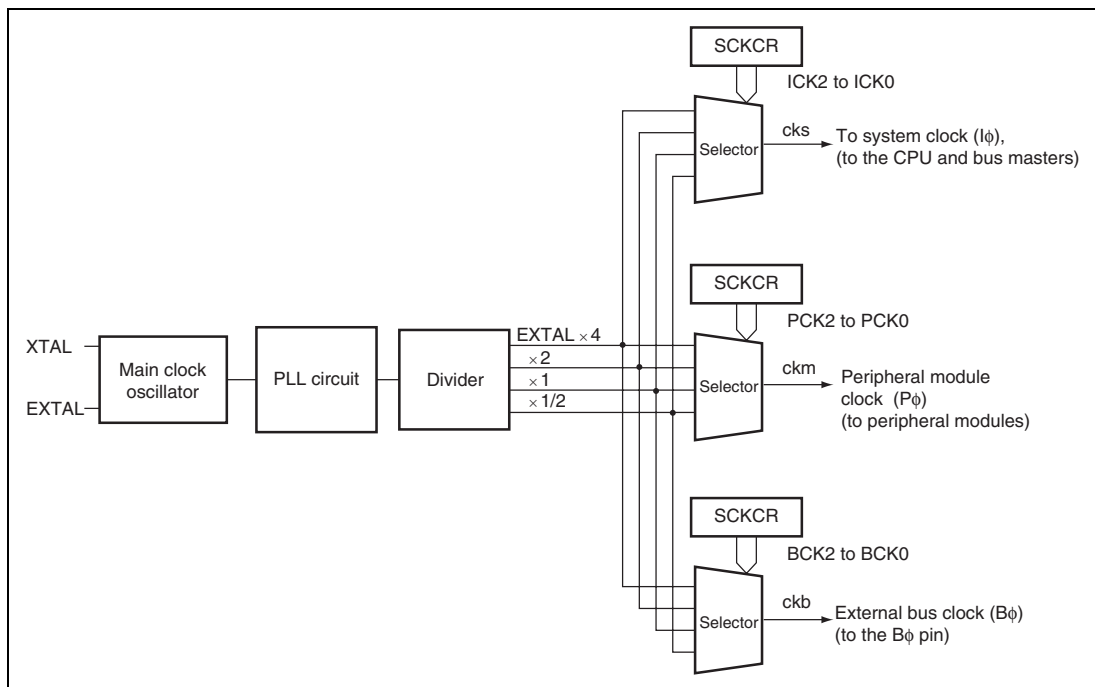 SCKCR
ICK2 to ICK0
Selector
cks
To system clock (Iϕ),
(to the CPU and bus masters)
SCKCR
PCK2 to PCK0
XTAL
EXTAL
Main clock
oscillator
PLL circuit
Divider
EXTAL × 4
× 2
× 1
× 1/2
Selector
ckm
Peripheral module
clock (Pϕ)
(to peripheral modules)
SCKCR
BCK2 to BCK0
Selector
ckb
External bus clock (Bϕ)
(to the Bϕ pin)